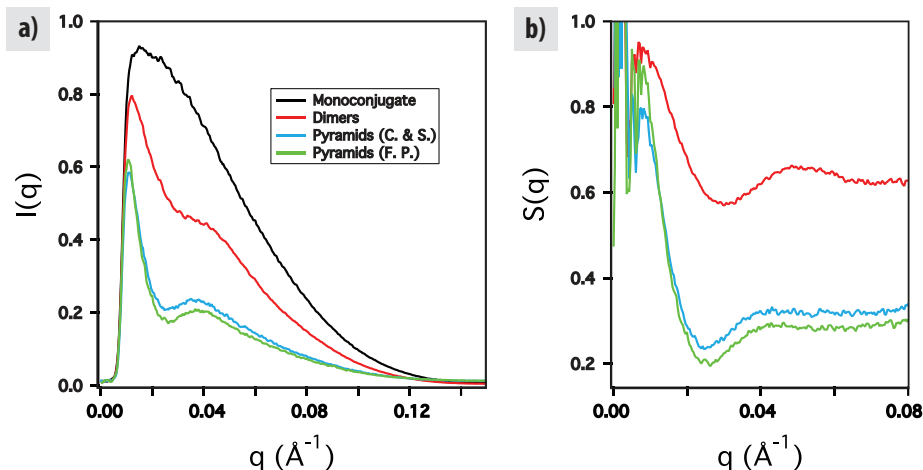 a)
I(q)
1.0
0.8
0.6
0.4
0.2
0.0
Monoconjugate
Dimers
Pyramids (C. & S.)
Pyramids (F. P.)
0.00 0.04 0.08 0.12
q (Å⁻¹)
b)
S(q)
1.0
0.8
0.6
0.4
0.2
0.00 0.04 0.08
q (Å⁻¹)